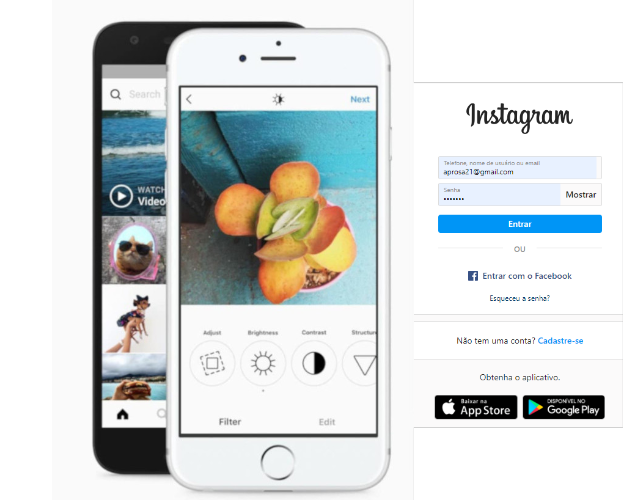 Search
WATCH
Video
Next
Adjust
Brightness
Contrast
Structure
Filter
Edit
Instagram
Telefone, nome de usuário ou email
aprosa21@gmail.com
Senha
•••••••
Mostrar
Entrar
OU
Entrar com o Facebook
Esqueceu a senha?
Não tem uma conta? Cadastre-se
Obtenha o aplicativo.
Baixar na
App Store
DISPONÍVEL NO
Google Play